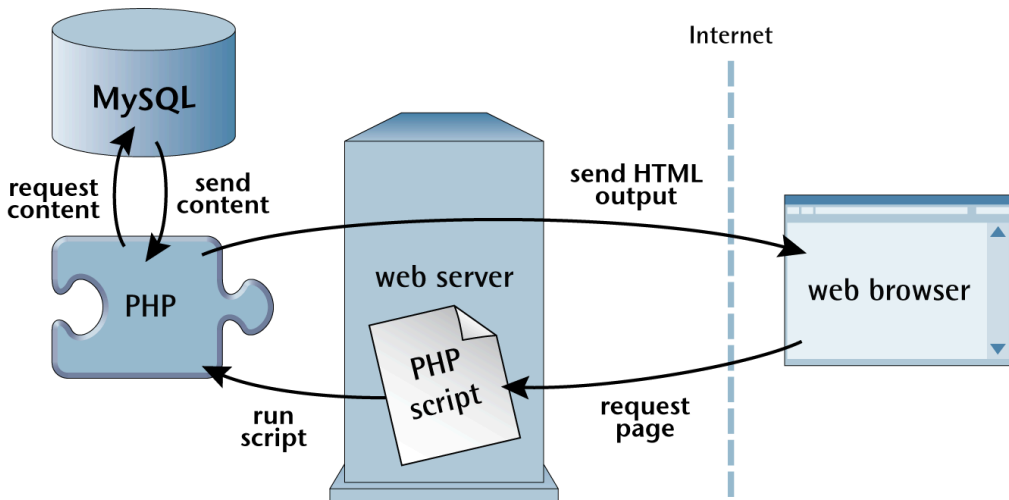 Internet
MySQL
request
content
send
content
send HTML
output
web server
PHP
web browser
PHP
script
run
script
request
page